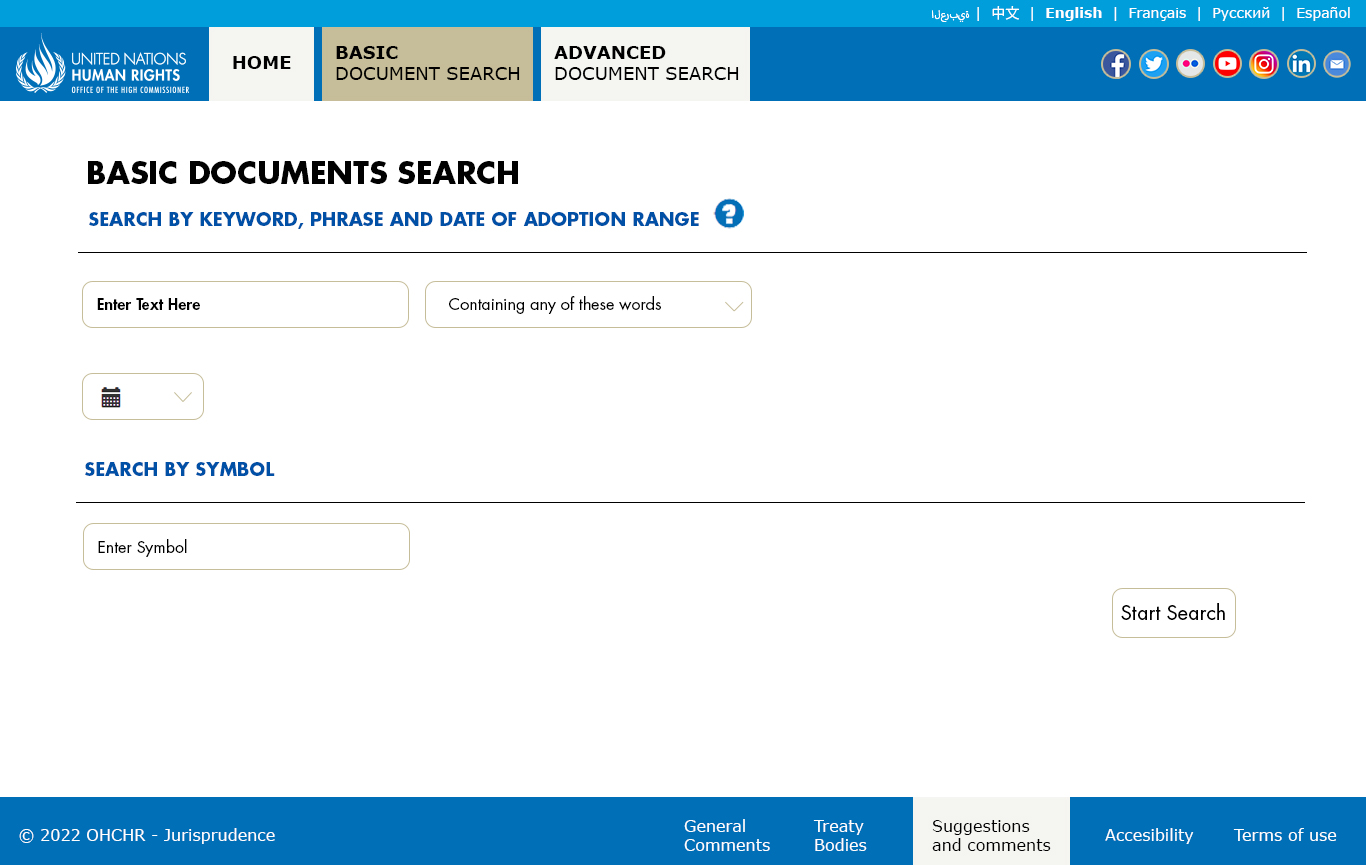 العربية | 中文 | English | Français | Русский | Español
UNITED NATIONS
HUMAN RIGHTS
OFFICE OF THE HIGH COMMISSIONER
HOME
BASIC
DOCUMENT SEARCH
ADVANCED
DOCUMENT SEARCH
BASIC DOCUMENTS SEARCH
SEARCH BY KEYWORD, PHRASE AND DATE OF ADOPTION RANGE ?
Enter Text Here
Containing any of these words
SEARCH BY SYMBOL
Enter Symbol
Start Search
© 2022 OHCHR - Jurisprudence
General
Comments
Treaty
Bodies
Suggestions
and comments
Accesibility
Terms of use